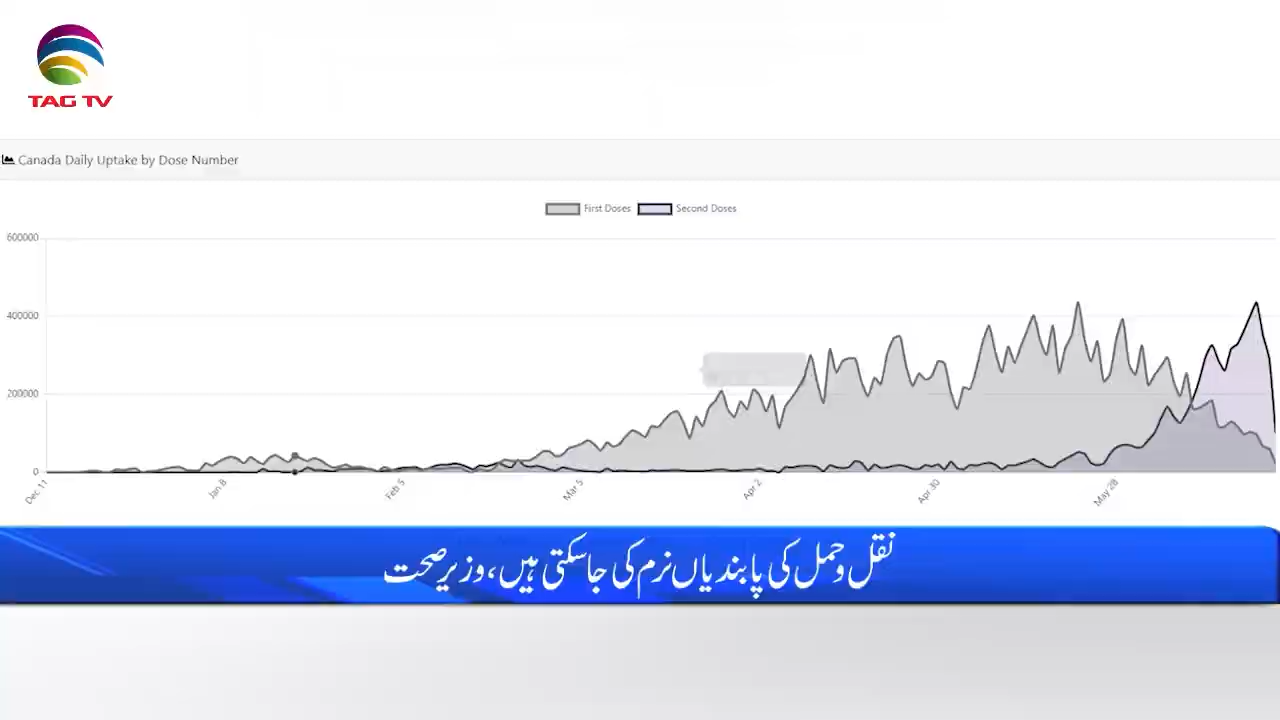 TAG TV
Canada Daily Uptake by Dose Number
First Doses Second Doses
600000
400000
200000
0
Dec 11 Jan 8 Feb 5 Mar 5 Apr 2 Apr 30 May 28
نقل و حمل کی پابندیاں نرم کی جاسکتی ہیں، وزیر صحت